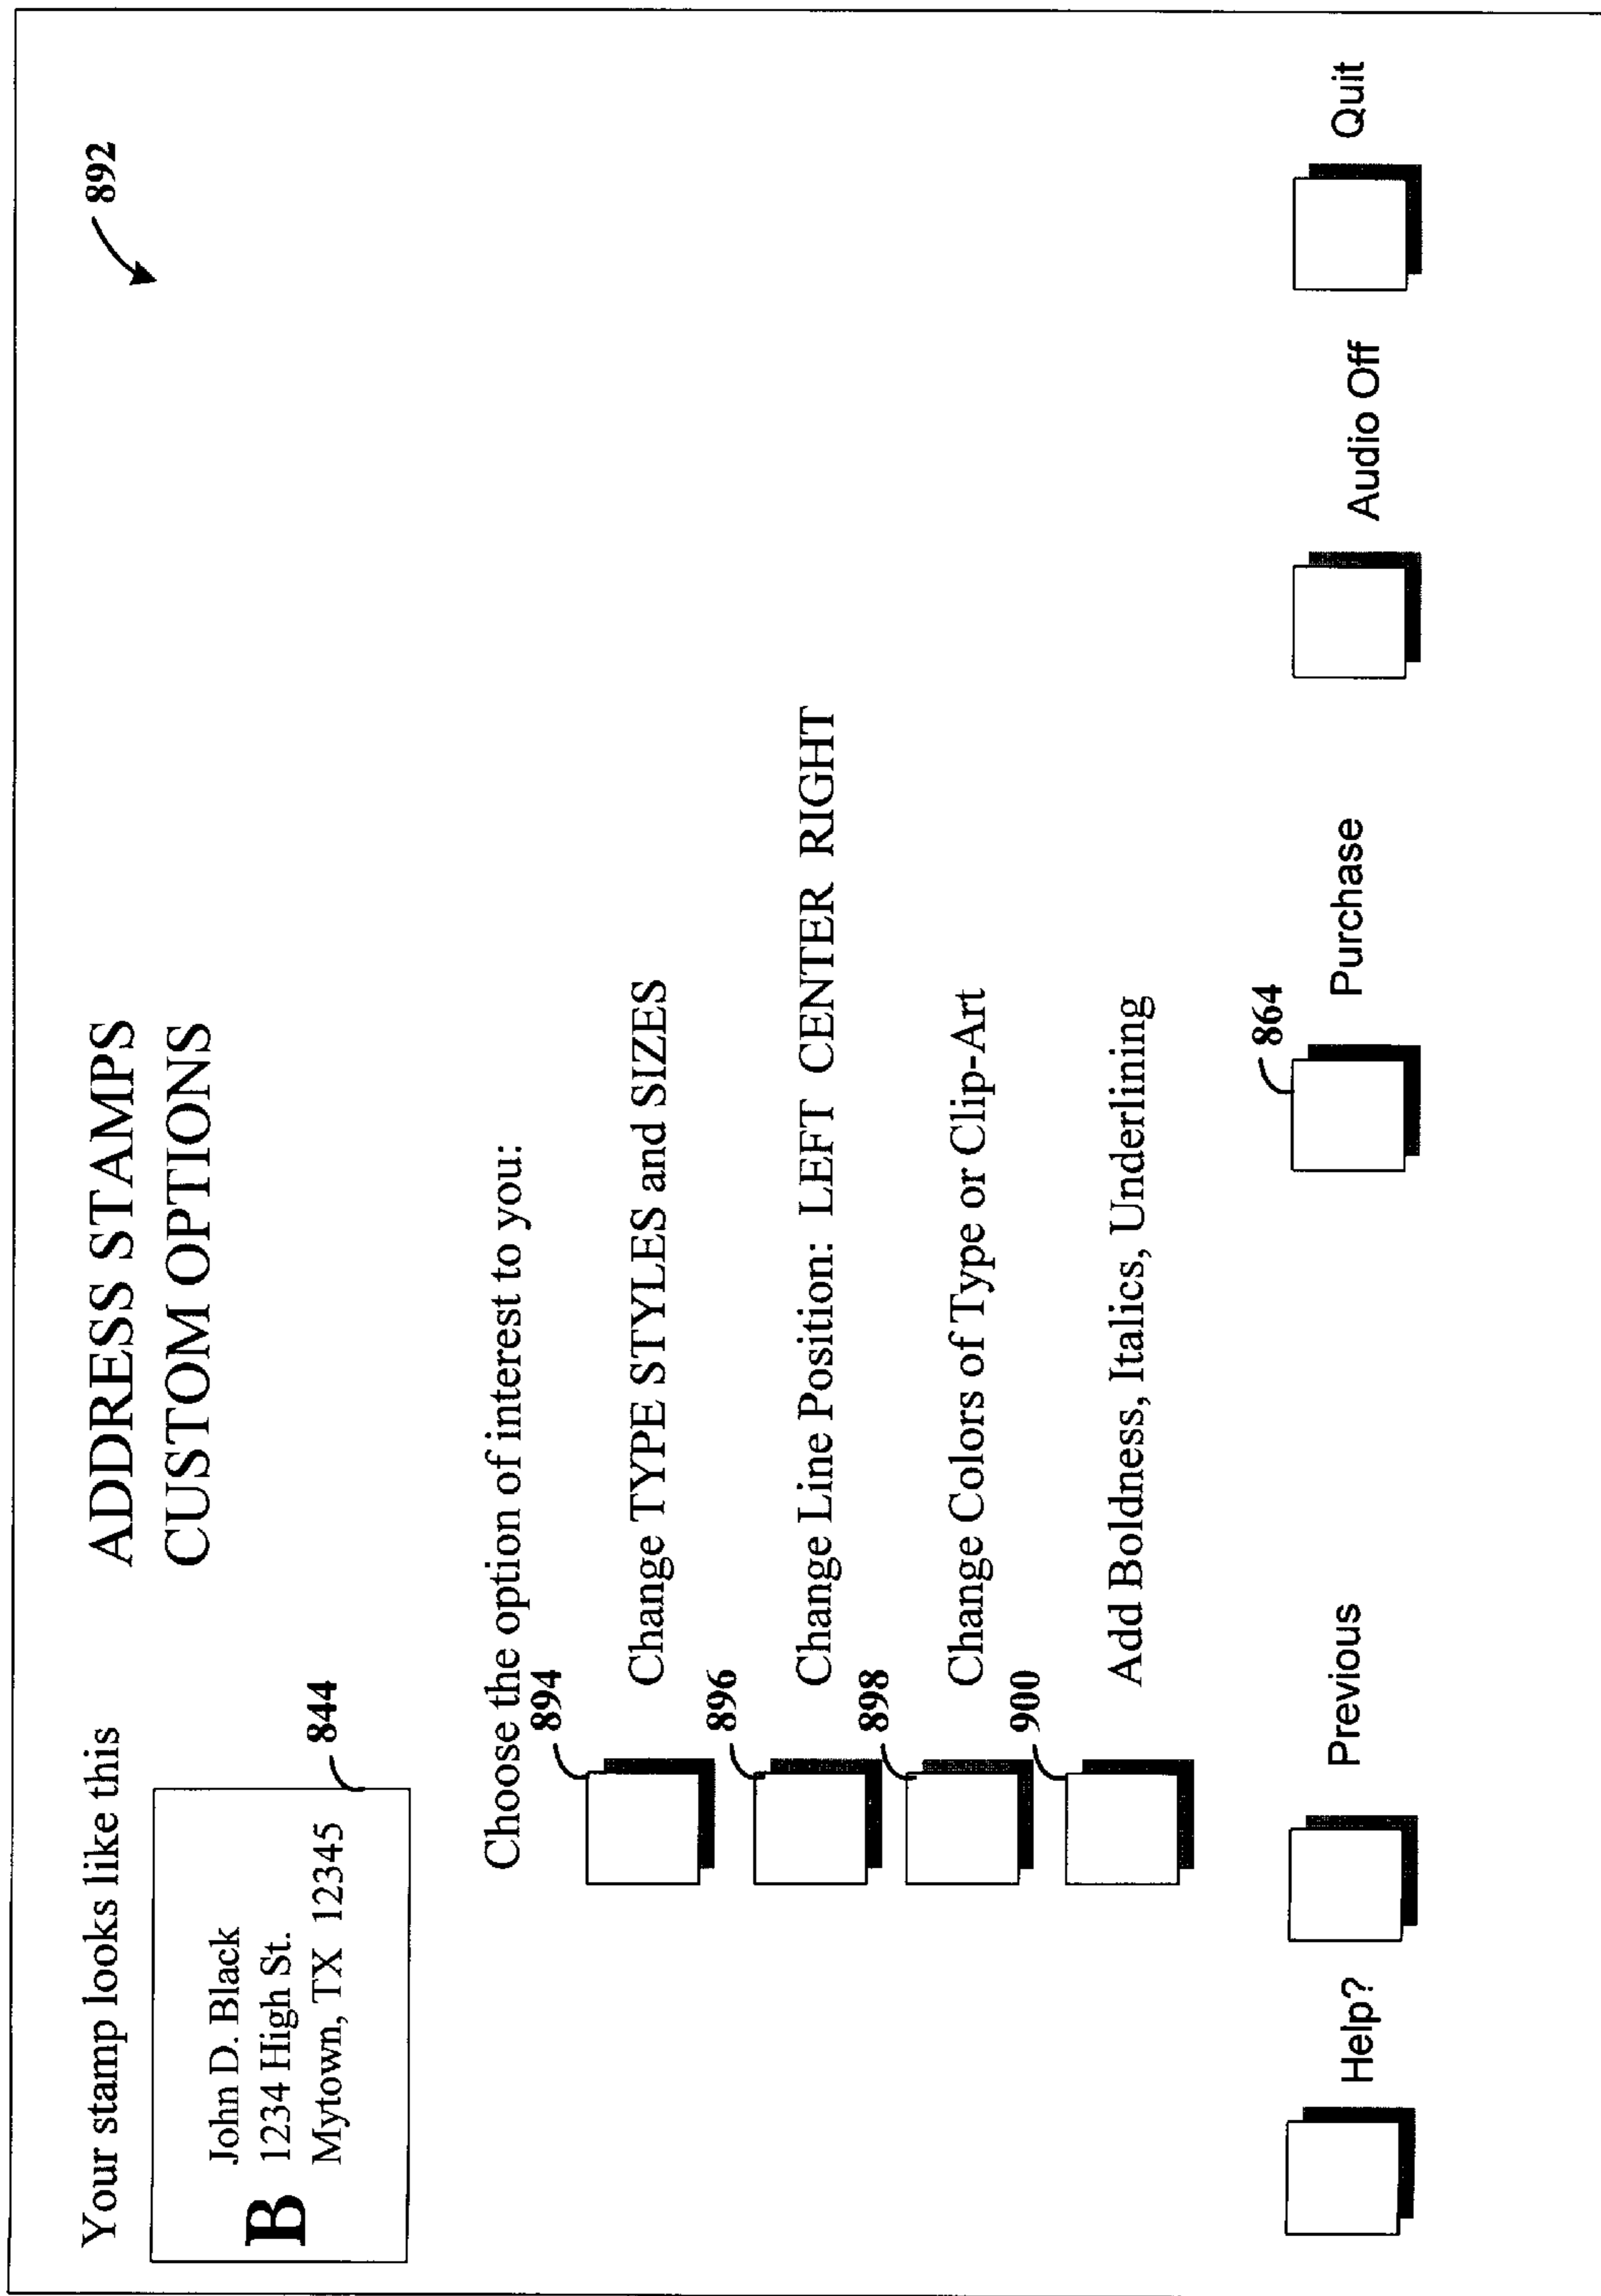 Your stamp looks like this
ADDRESS STAMPS
CUSTOM OPTIONS
892
B
John D. Black
1234 High St.
Mytown, TX 12345
844
Choose the option of interest to you:
894
Change TYPE STYLES and SIZES
896
Change Line Position: LEFT CENTER RIGHT
898
Change Colors of Type or Clip-Art
900
Add Boldness, Italics, Underlining
864
Help?
Previous
Purchase
Audio Off
Quit